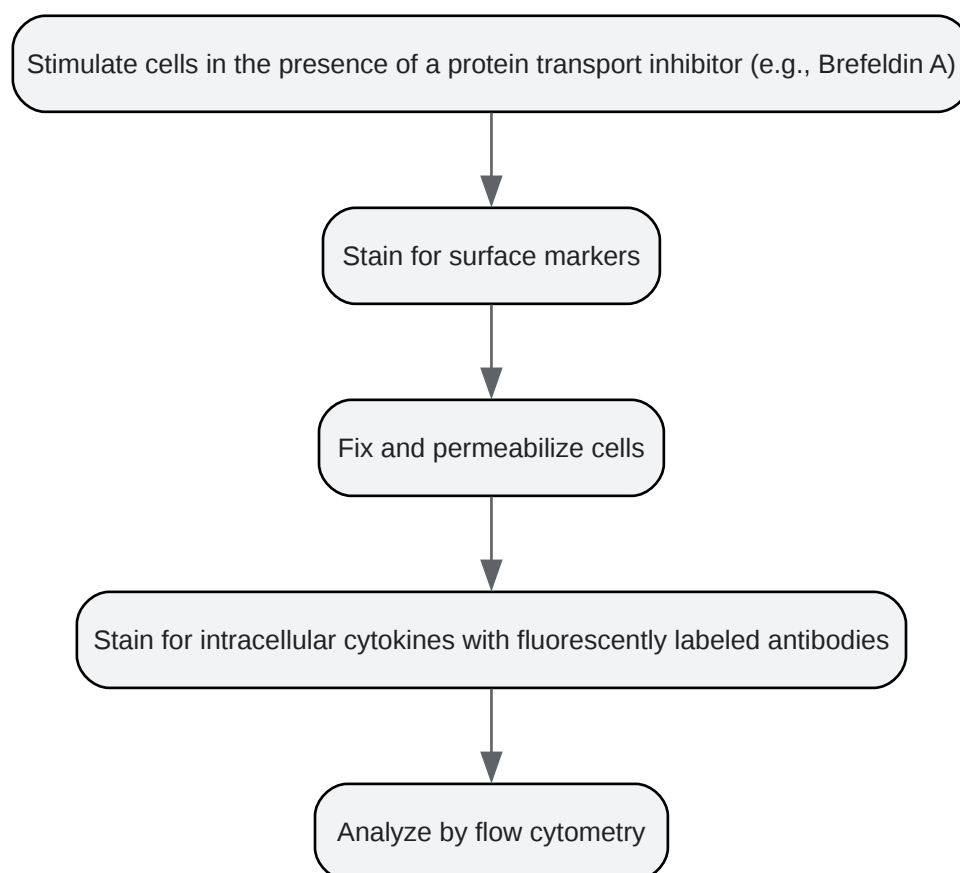 Stimulate cells in the presence of a protein transport inhibitor (e.g., Brefeldin A)
Stain for surface markers
Fix and permeabilize cells
Stain for intracellular cytokines with fluorescently labeled antibodies
Analyze by flow cytometry